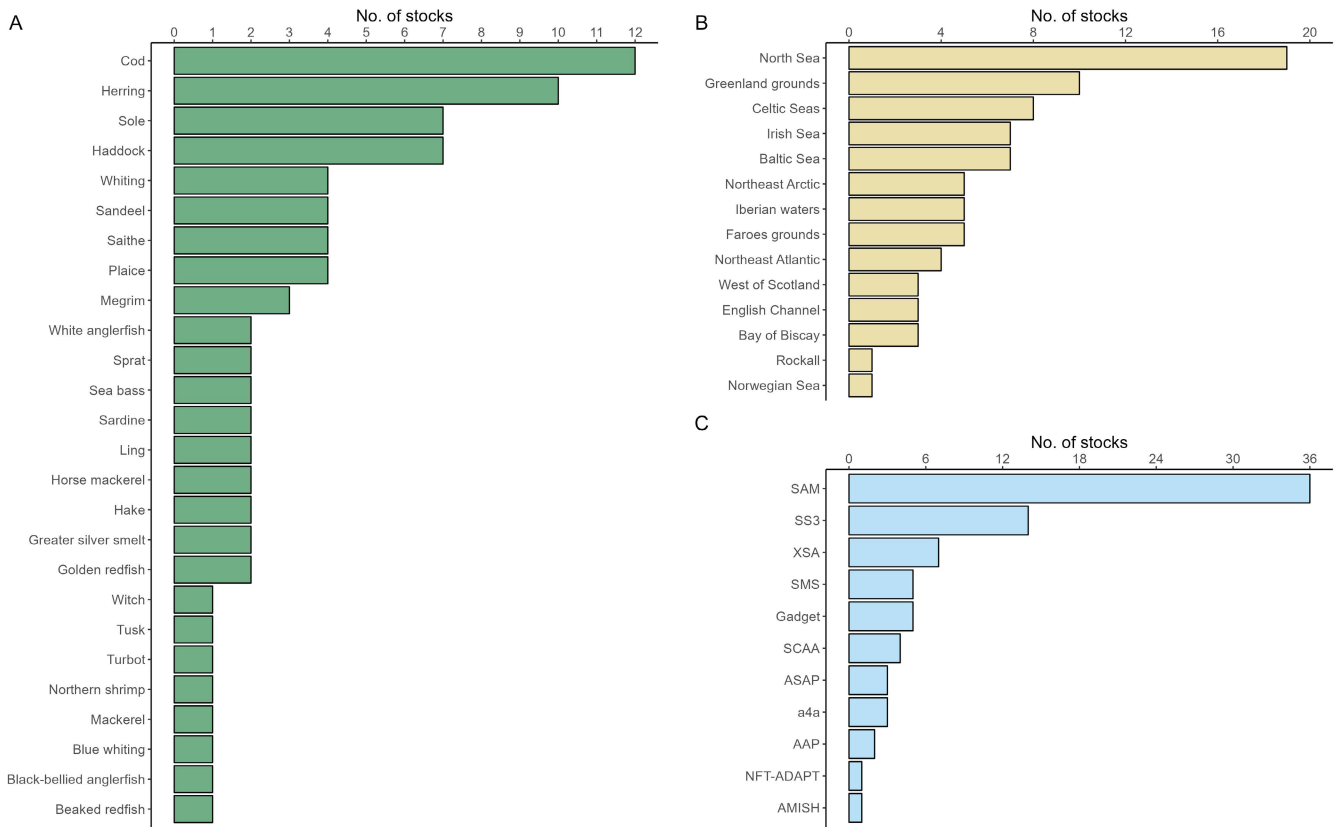 A
No. of stocks
0 1 2 3 4 5 6 7 8 9 10 11 12
Cod
Herring
Sole
Haddock
Whiting
Sandeel
Saithe
Plaice
Megrim
White anglerfish
Sprat
Sea bass
Sardine
Ling
Horse mackerel
Hake
Greater silver smelt
Golden redfish
Witch
Tusk
Turbot
Northern shrimp
Mackerel
Blue whiting
Black-bellied anglerfish
Beaked redfish
B
No. of stocks
0 4 8 12 16 20
North Sea
Greenland grounds
Celtic Seas
Irish Sea
Baltic Sea
Northeast Arctic
Iberian waters
Faroes grounds
Northeast Atlantic
West of Scotland
English Channel
Bay of Biscay
Rockall
Norwegian Sea
C
No. of stocks
0 6 12 18 24 30 36
SAM
SS3
XSA
SMS
Gadget
SCAA
ASAP
a4a
AAP
NFT-ADAPT
AMISH